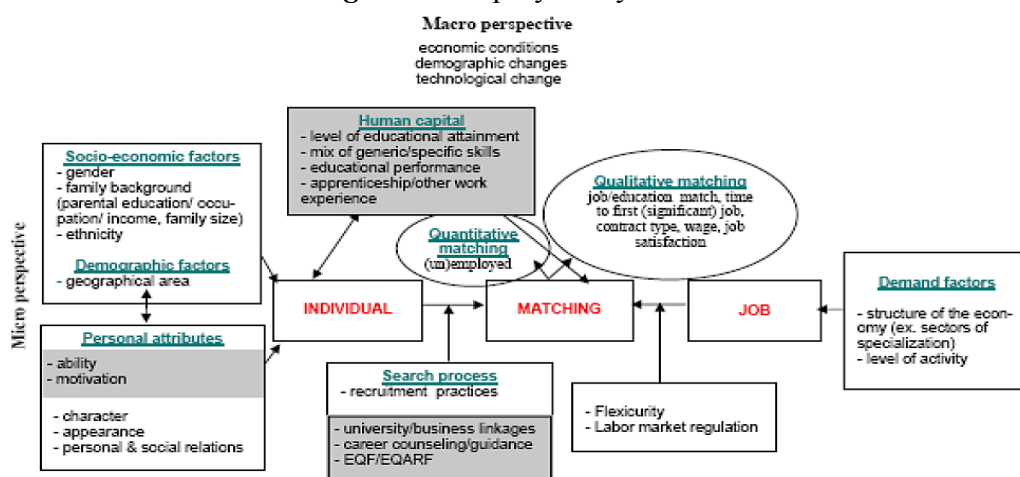 Macro perspective
economic conditions
demographic changes
technological change
Micro perspective
Socio-economic factors
- gender
- family background
(parental education/ occu-
pation/ income, family size)
- ethnicity
Demographic factors
- geographical area
Personal attributes
- ability
- motivation
- character
- appearance
- personal & social relations
Human capital
- level of educational attainment
- mix of generic/specific skills
- educational performance
- apprenticeship/other work
experience
Quantitative
matching
(un)employed
Qualitative matching
job/education match, time
to first (significant) job,
contract type, wage, job
satisfaction
INDIVIDUAL
MATCHING
JOB
Search process
- recruitment practices
- university/business linkages
- career counseling/guidance
- EQF/EQARF
- Flexicurity
- Labor market regulation
Demand factors
- structure of the econ-
omy (ex. sectors of
specialization)
- level of activity